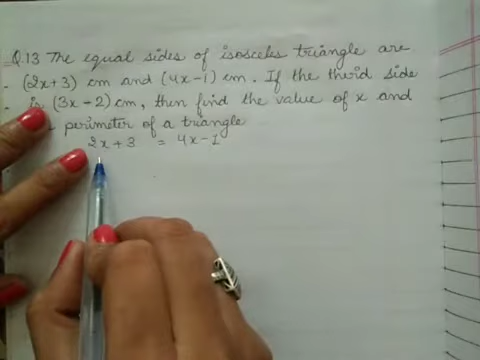 Q.13 The equal sides of isosceles triangle are
(2x+3) cm and (4x-1) cm. If the third side
is (3x-2) cm, then find the value of x and
perimeter of a triangle
2x+3 = 4x-1